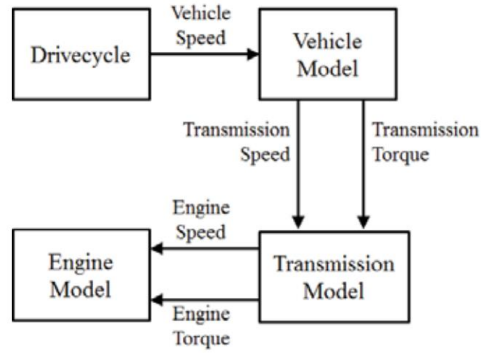 Vehicle
Speed
Drivecycle
Vehicle
Model
Transmission
Speed
Transmission
Torque
Engine
Speed
Engine
Model
Transmission
Model
Engine
Torque